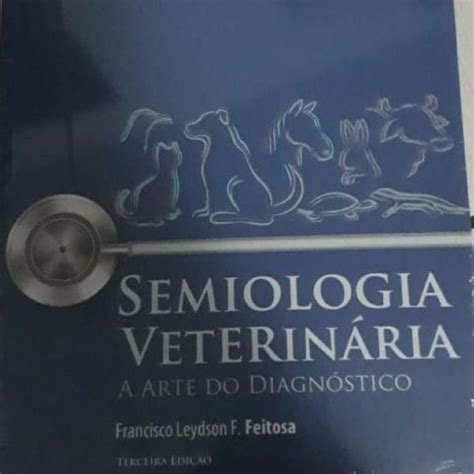 SEMIOLOGIA
VETERINÁRIA
A ARTE DO DIAGNÓSTICO
Francisco Leydson F. Feitosa
TERCEIRA EDIÇÃO